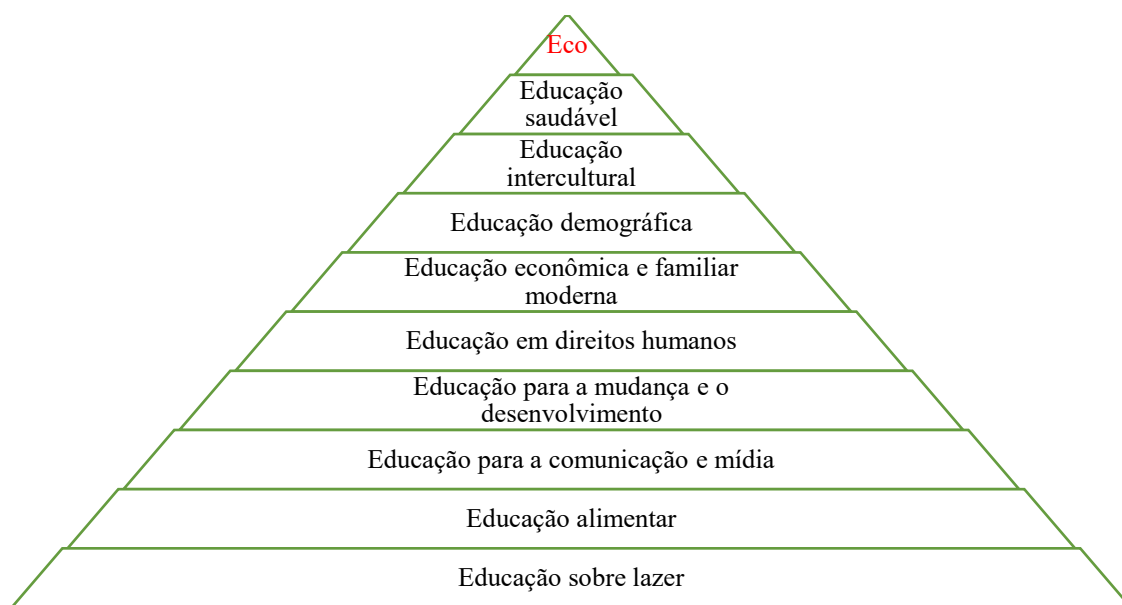 Eco
Educação
saudável
Educação
intercultural
Educação demográfica
Educação econômica e familiar
moderna
Educação em direitos humanos
Educação para a mudança e o
desenvolvimento
Educação para a comunicação e mídia
Educação alimentar
Educação sobre lazer